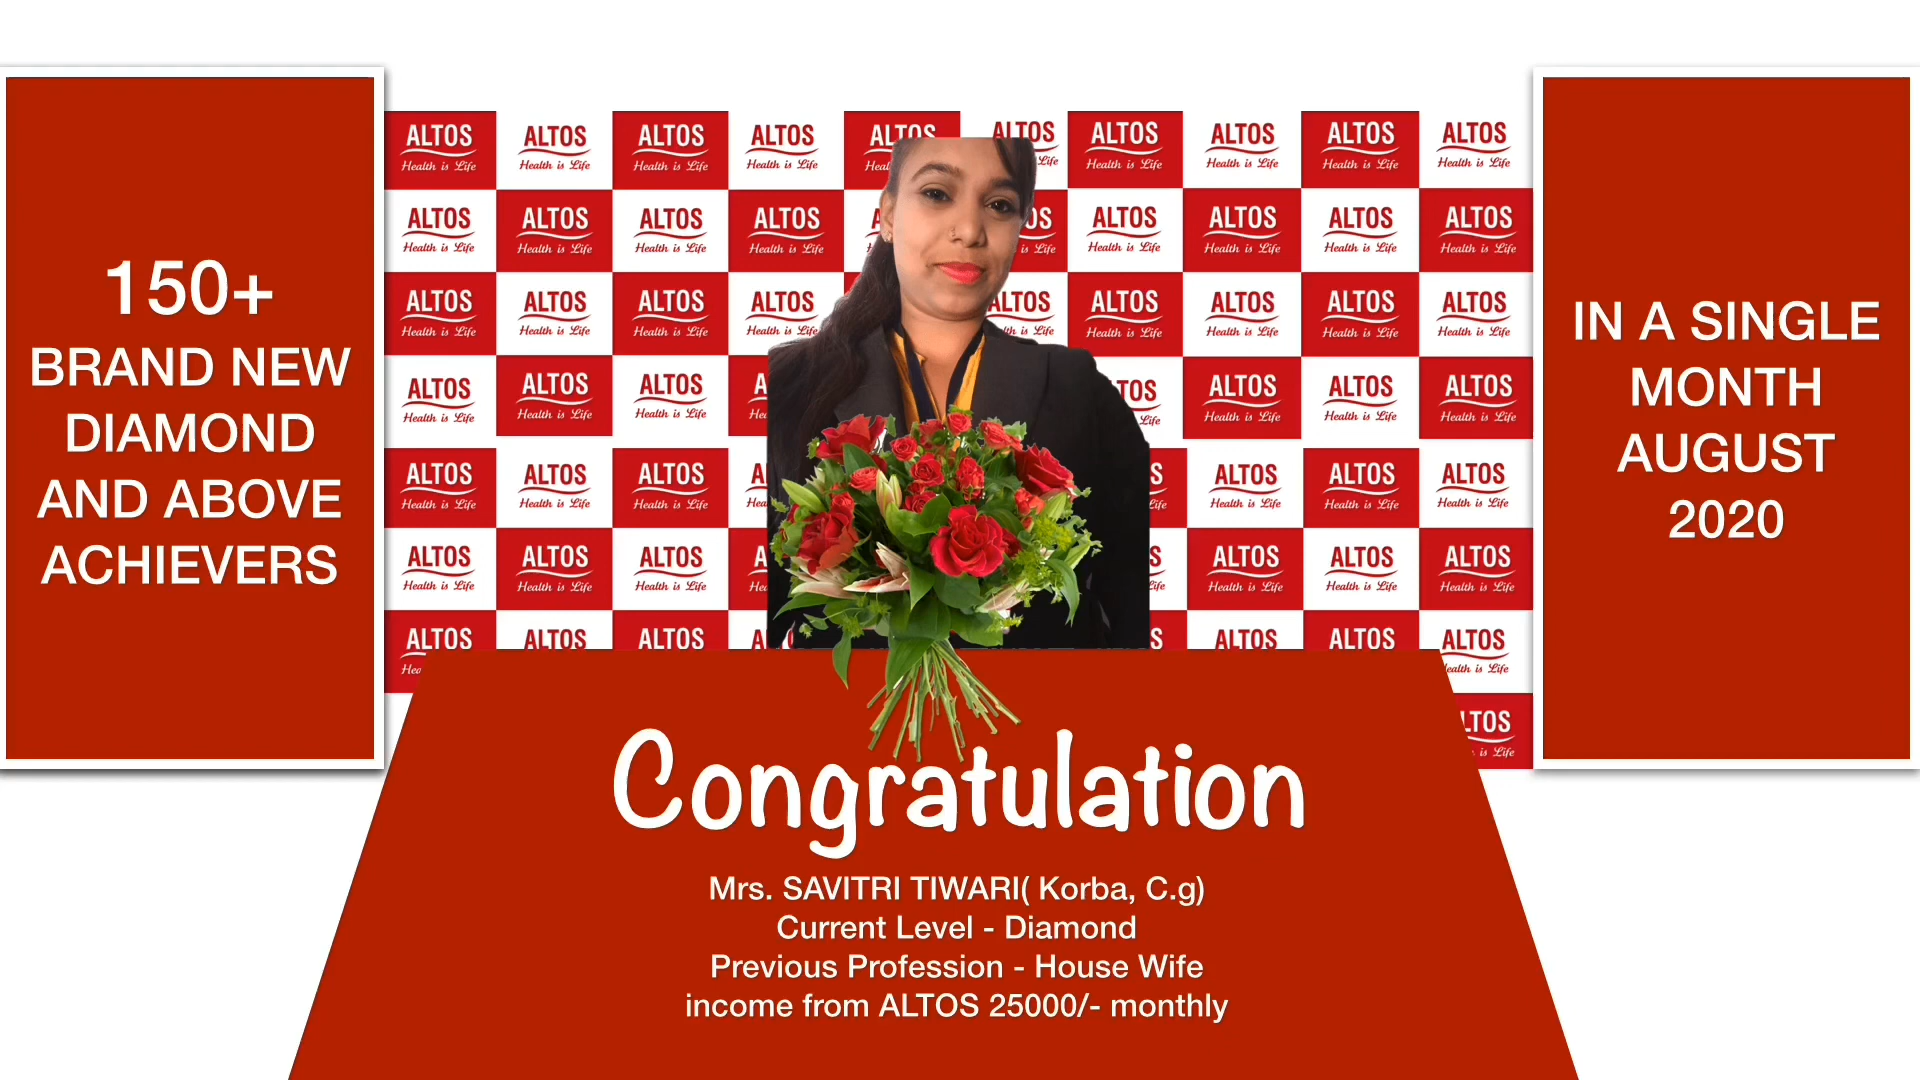 150+
BRAND NEW
DIAMOND
AND ABOVE
ACHIEVERS
ALTOS
Health is Life
IN A SINGLE
MONTH
AUGUST
2020
Congratulation
Mrs. SAVITRI TIWARI( Korba, C.g)
Current Level - Diamond
Previous Profession - House Wife
income from ALTOS 25000/- monthly